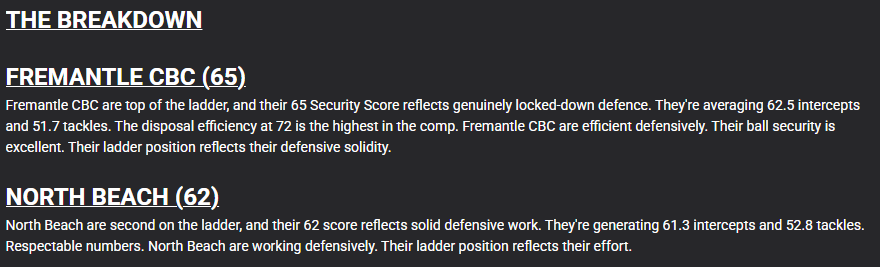 THE BREAKDOWN
FREMANTLE CBC (65)
Fremantle CBC are top of the ladder, and their 65 Security Score reflects genuinely locked-down defence. They're averaging 62.5 intercepts
and 51.7 tackles. The disposal efficiency at 72 is the highest in the comp. Fremantle CBC are efficient defensively. Their ball security is
excellent. Their ladder position reflects their defensive solidity.
NORTH BEACH (62)
North Beach are second on the ladder, and their 62 score reflects solid defensive work. They're generating 61.3 intercepts and 52.8 tackles.
Respectable numbers. North Beach are working defensively. Their ladder position reflects their effort.